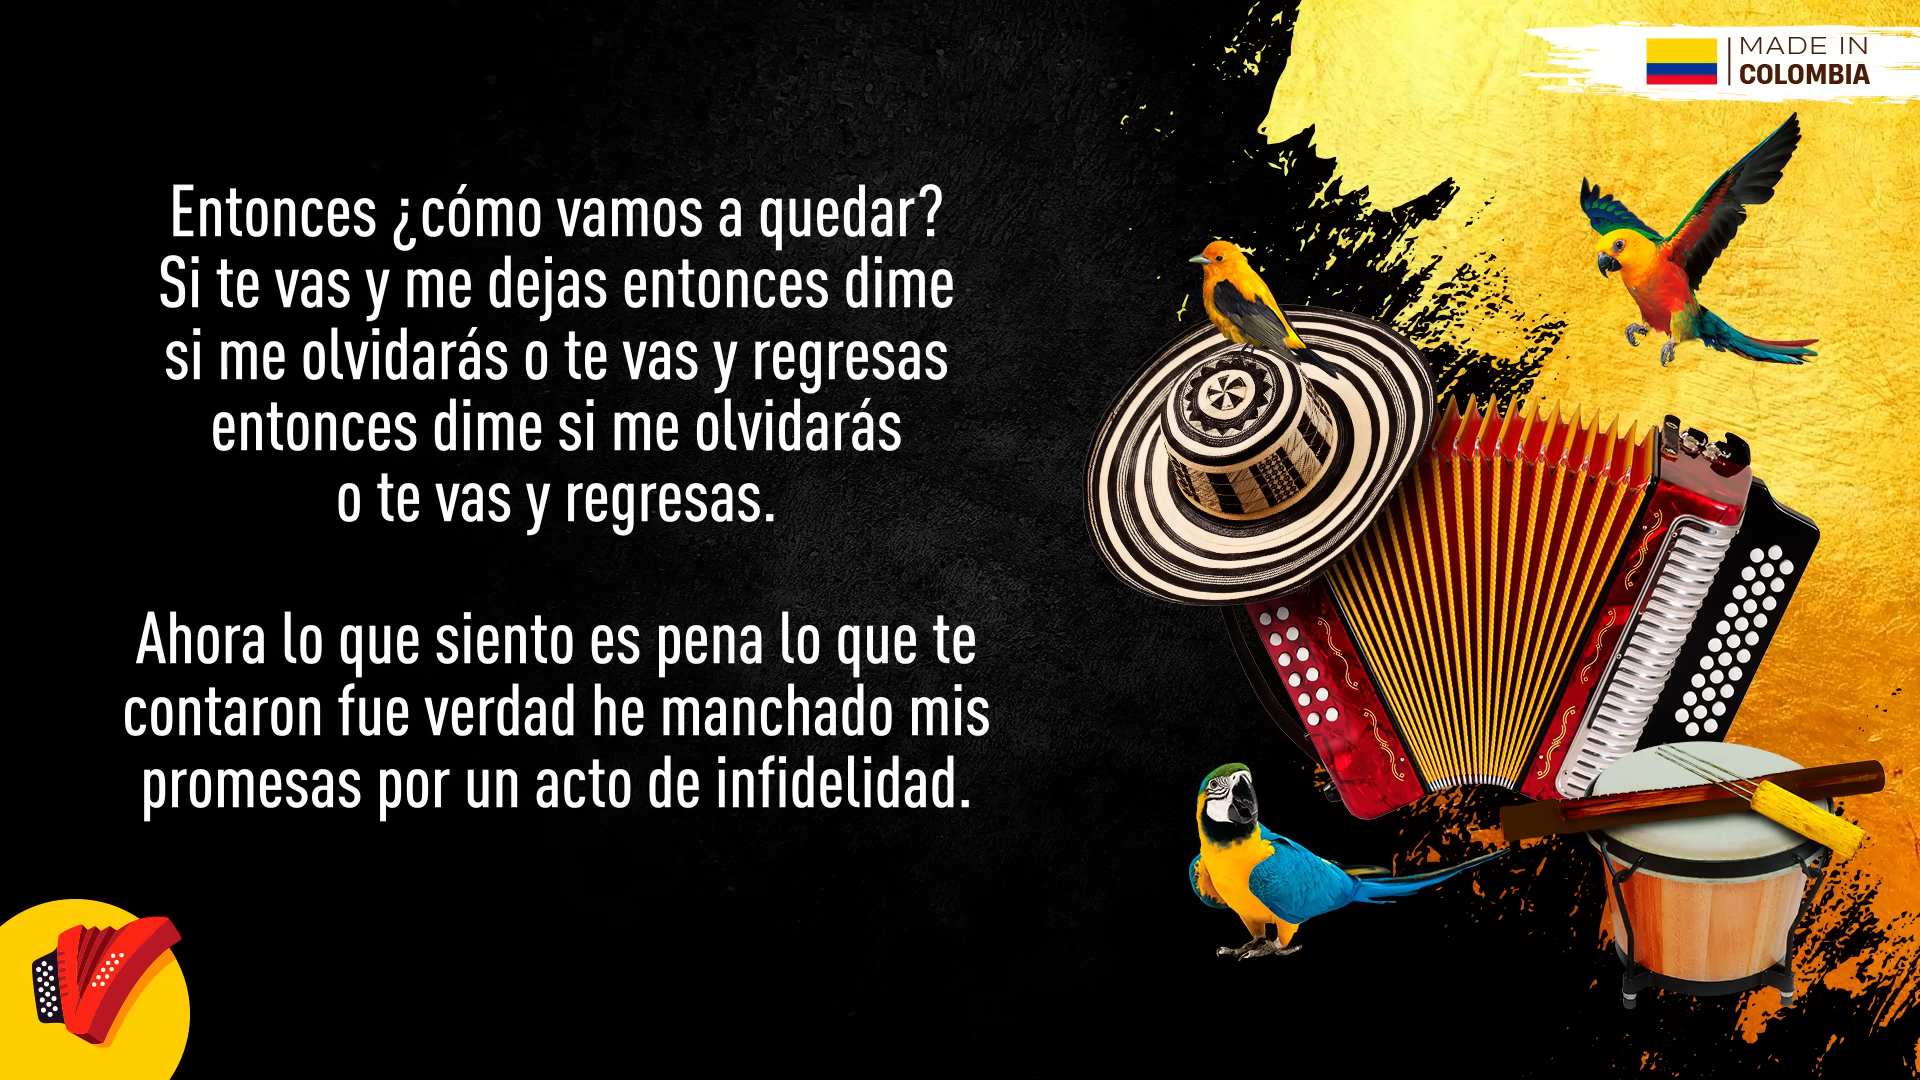 MADE IN
COLOMBIA
Entonces ¿cómo vamos a quedar?
Si te vas y me dejas entonces dime
si me olvidarás o te vas y regresas
entonces dime si me olvidarás
o te vas y regresas.
Ahora lo que siento es pena lo que te
contaron fue verdad he manchado mis
promesas por un acto de infidelidad.